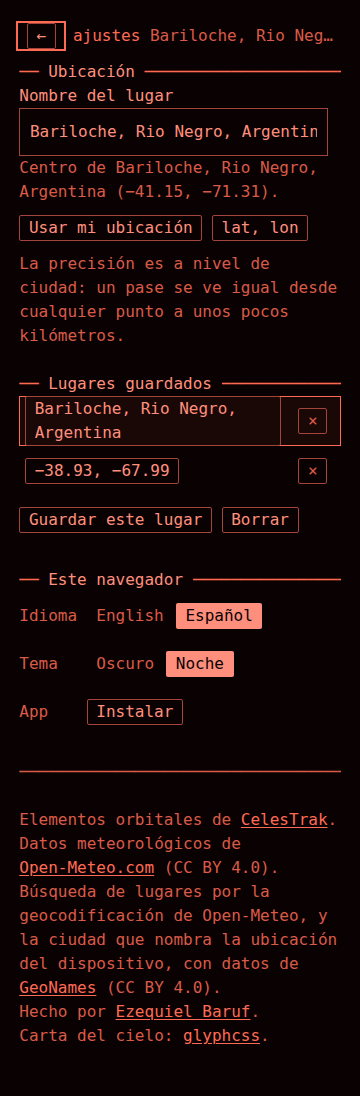 ← ajustes Bariloche, Rio Neg…
Ubicación
Nombre del lugar
Bariloche, Rio Negro, Argentin
Centro de Bariloche, Rio Negro,
Argentina (−41.15, −71.31).
Usar mi ubicación lat, lon
La precisión es a nivel de
ciudad: un pase se ve igual desde
cualquier punto a unos pocos
kilómetros.
Lugares guardados
Bariloche, Rio Negro,
Argentina ×
−38.93, −67.99 ×
Guardar este lugar Borrar
Este navegador
Idioma English Español
Tema Oscuro Noche
App Instalar
Elementos orbitales de CelesTrak.
Datos meteorológicos de
Open-Meteo.com (CC BY 4.0).
Búsqueda de lugares por la
geocodificación de Open-Meteo, y
la ciudad que nombra la ubicación
del dispositivo, con datos de
GeoNames (CC BY 4.0).
Hecho por Ezequiel Baruf.
Carta del cielo: glyphcss.